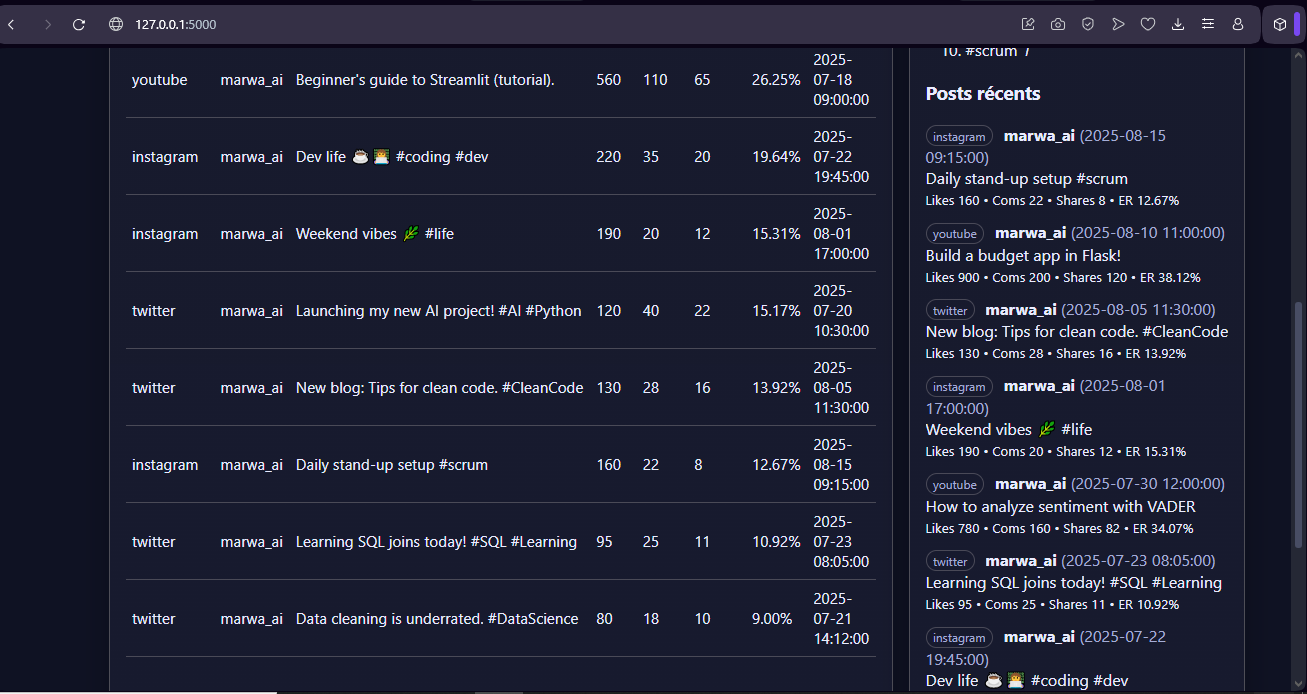 127.0.0.1:5000
youtube marwa_ai Beginner's guide to Streamlit (tutorial). 560 110 65 26.25% 2025-
07-18
09:00:00
instagram marwa_ai Dev life ☕ 👨‍💻 #coding #dev 220 35 20 19.64% 2025-
07-22
19:45:00
instagram marwa_ai Weekend vibes 🌿 #life 190 20 12 15.31% 2025-
08-01
17:00:00
twitter marwa_ai Launching my new AI project! #AI #Python 120 40 22 15.17% 2025-
07-20
10:30:00
twitter marwa_ai New blog: Tips for clean code. #CleanCode 130 28 16 13.92% 2025-
08-05
11:30:00
instagram marwa_ai Daily stand-up setup #scrum 160 22 8 12.67% 2025-
08-15
09:15:00
twitter marwa_ai Learning SQL joins today! #SQL #Learning 95 25 11 10.92% 2025-
07-23
08:05:00
twitter marwa_ai Data cleaning is underrated. #DataScience 80 18 10 9.00% 2025-
07-21
14:12:00
10. #scrum 7
Posts récents
instagram marwa_ai (2025-08-15
09:15:00)
Daily stand-up setup #scrum
Likes 160 • Coms 22 • Shares 8 • ER 12.67%
youtube marwa_ai (2025-08-10 11:00:00)
Build a budget app in Flask!
Likes 900 • Coms 200 • Shares 120 • ER 38.12%
twitter marwa_ai (2025-08-05 11:30:00)
New blog: Tips for clean code. #CleanCode
Likes 130 • Coms 28 • Shares 16 • ER 13.92%
instagram marwa_ai (2025-08-01
17:00:00)
Weekend vibes 🌿 #life
Likes 190 • Coms 20 • Shares 12 • ER 15.31%
youtube marwa_ai (2025-07-30 12:00:00)
How to analyze sentiment with VADER
Likes 780 • Coms 160 • Shares 82 • ER 34.07%
twitter marwa_ai (2025-07-23 08:05:00)
Learning SQL joins today! #SQL #Learning
Likes 95 • Coms 25 • Shares 11 • ER 10.92%
instagram marwa_ai (2025-07-22
19:45:00)
Dev life ☕ 👨‍💻 #coding #dev